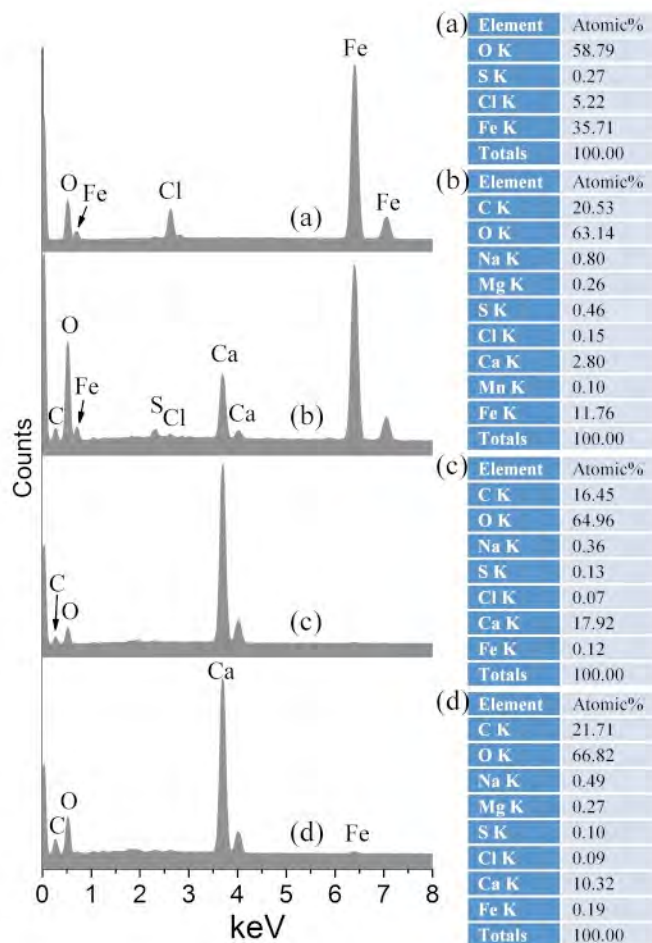 Counts
Fe
O
Fe
Cl
Fe
(a)
O
Ca
C
Fe
S
Cl
Ca
(b)
C
O
(c)
Ca
C
O
(d)
Fe
0 1 2 3 4 5 6 7 8
keV
(a) Element Atomic%
O K 58.79
S K 0.27
Cl K 5.22
Fe K 35.71
Totals 100.00
(b) Element Atomic%
C K 20.53
O K 63.14
Na K 0.80
Mg K 0.26
S K 0.46
Cl K 0.15
Ca K 2.80
Mn K 0.10
Fe K 11.76
Totals 100.00
(c) Element Atomic%
C K 16.45
O K 64.96
Na K 0.36
S K 0.13
Cl K 0.07
Ca K 17.92
Fe K 0.12
Totals 100.00
(d) Element Atomic%
C K 21.71
O K 66.82
Na K 0.49
Mg K 0.27
S K 0.10
Cl K 0.09
Ca K 10.32
Fe K 0.19
Totals 100.00